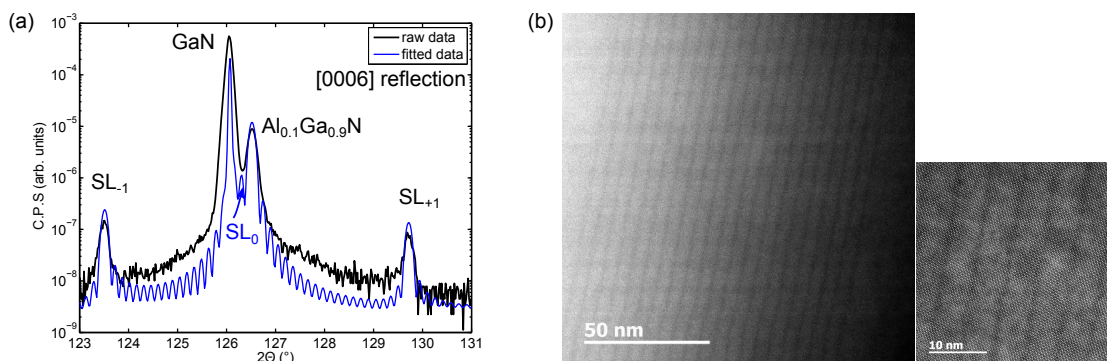 (a)
10⁻³
10⁻⁴
10⁻⁵
10⁻⁶
10⁻⁷
10⁻⁸
10⁻⁹
C.P.S (arb. units)
GaN
raw data
fitted data
[0006] reflection
Al₀.₁Ga₀.₉N
SL₋₁
SL₀
SL₊₁
123 124 125 126 127 128 129 130 131
2Θ (°)
(b)
50 nm
10 nm